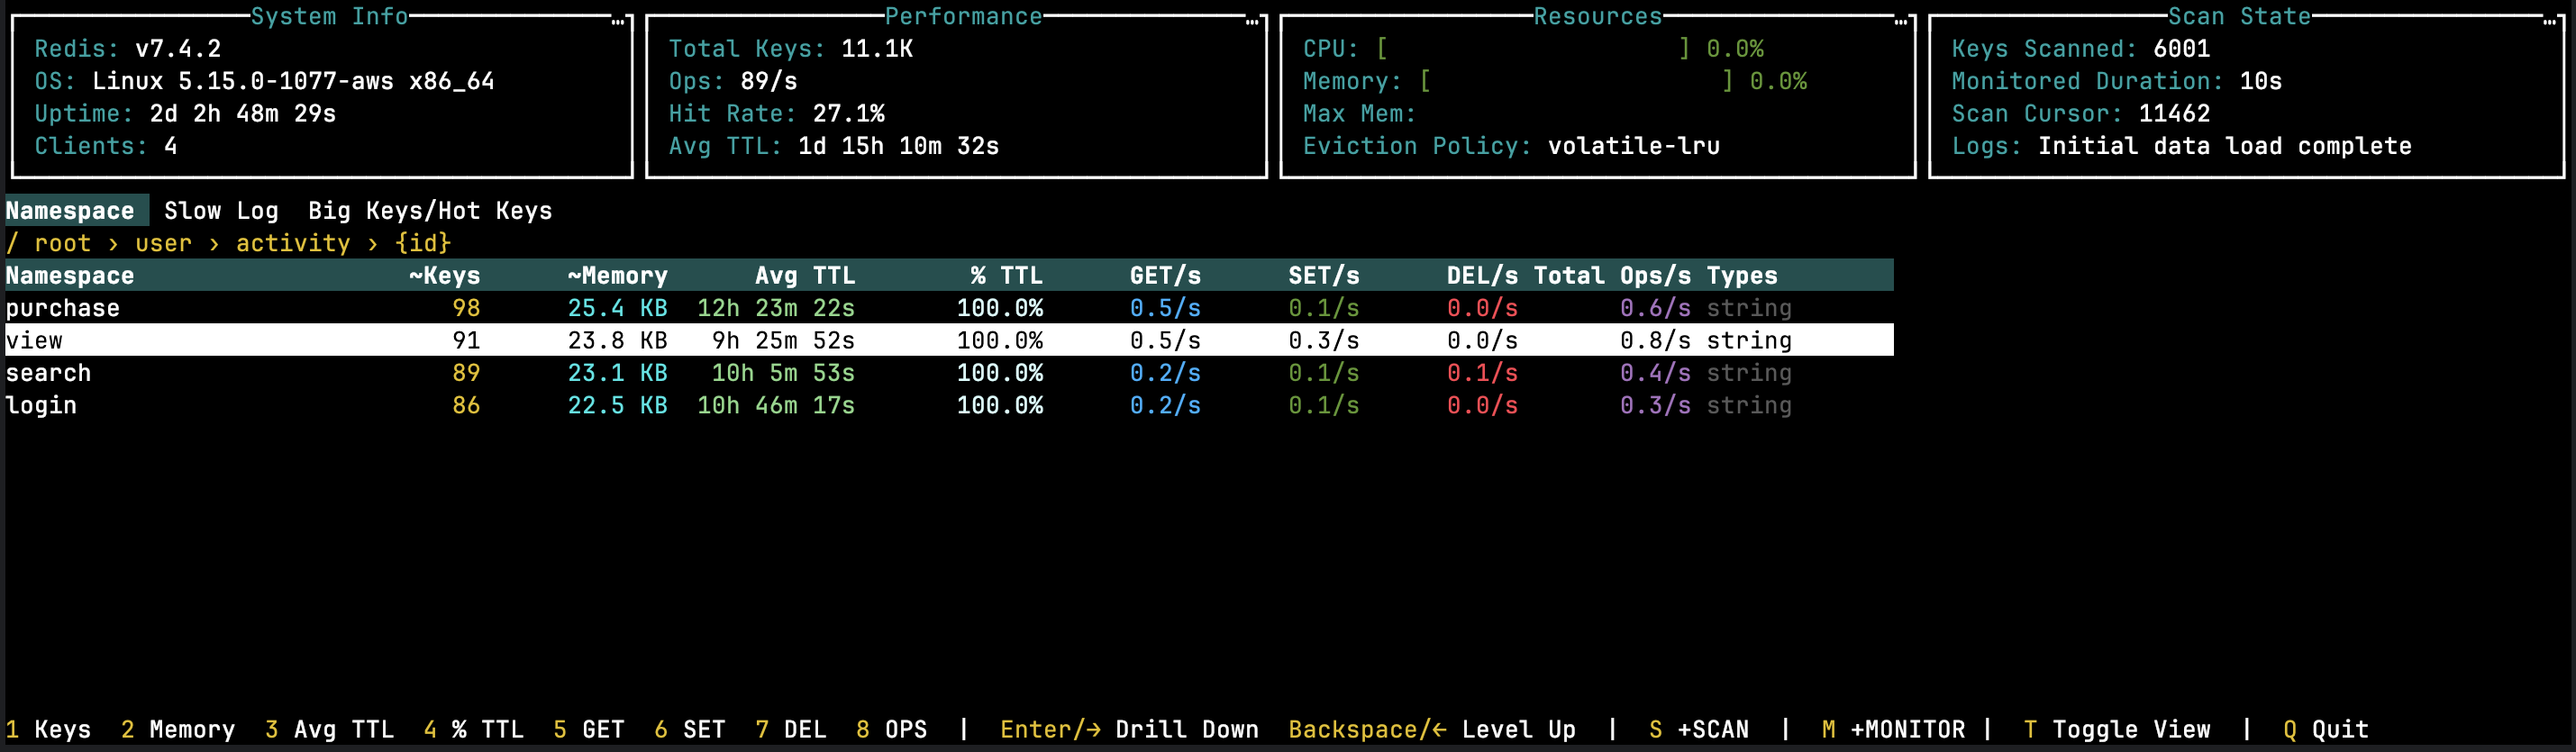 System Info … Performance … Resources … Scan State …
Redis: v7.4.2 Total Keys: 11.1K CPU: [ ] 0.0% Keys Scanned: 6001
OS: Linux 5.15.0-1077-aws x86_64 Ops: 89/s Memory: [ ] 0.0% Monitored Duration: 10s
Uptime: 2d 2h 48m 29s Hit Rate: 27.1% Max Mem: Scan Cursor: 11462
Clients: 4 Avg TTL: 1d 15h 10m 32s Eviction Policy: volatile-lru Logs: Initial data load complete
Namespace Slow Log Big Keys/Hot Keys
/ root › user › activity › {id}
Namespace ~Keys ~Memory Avg TTL % TTL GET/s SET/s DEL/s Total Ops/s Types
purchase 98 25.4 KB 12h 23m 22s 100.0% 0.5/s 0.1/s 0.0/s 0.6/s string
view 91 23.8 KB 9h 25m 52s 100.0% 0.5/s 0.3/s 0.0/s 0.8/s string
search 89 23.1 KB 10h 5m 53s 100.0% 0.2/s 0.1/s 0.1/s 0.4/s string
login 86 22.5 KB 10h 46m 17s 100.0% 0.2/s 0.1/s 0.0/s 0.3/s string
1 Keys 2 Memory 3 Avg TTL 4 % TTL 5 GET 6 SET 7 DEL 8 OPS | Enter/→ Drill Down Backspace/← Level Up | S +SCAN | M +MONITOR | T Toggle View | Q Quit